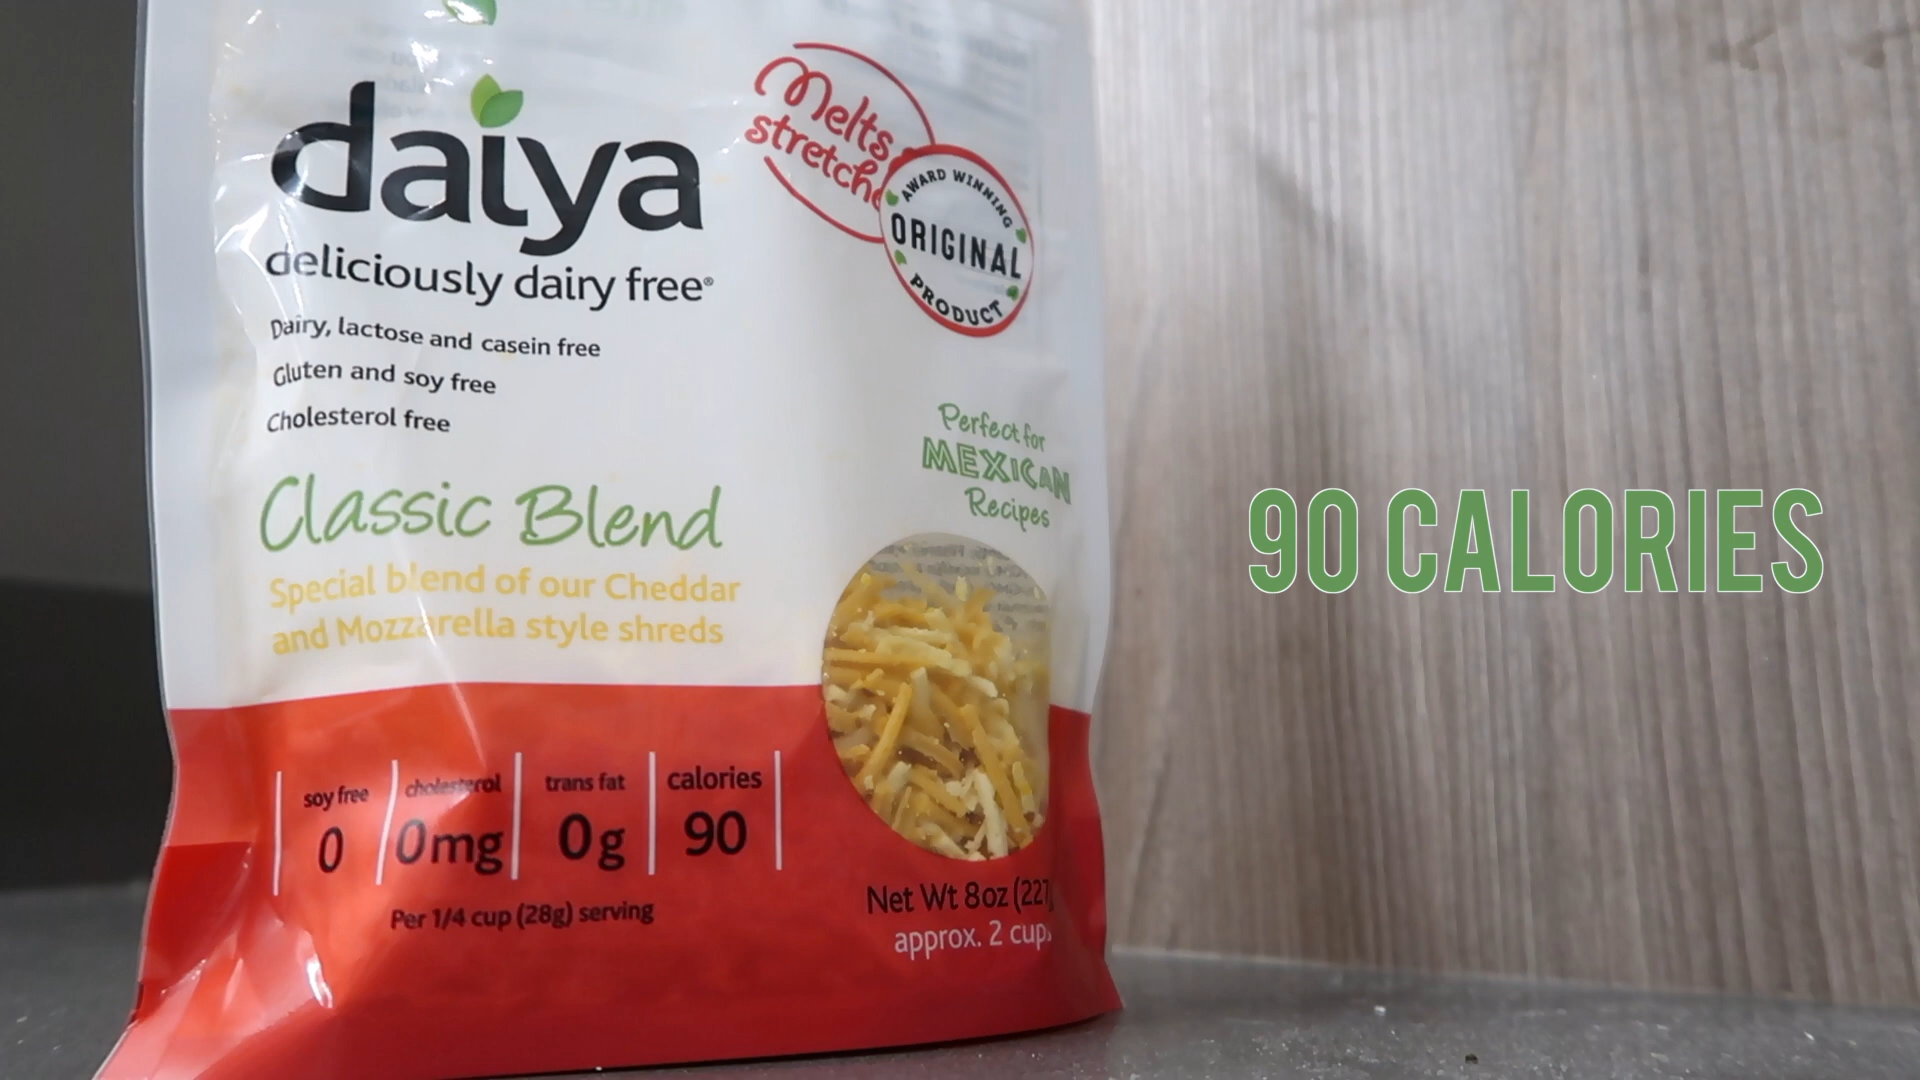 daiya
deliciously dairy free®
Dairy, lactose and casein free
Gluten and soy free
Cholesterol free
Melts
AWARD WINNING
ORIGINAL
PRODUCT
Perfect for
MEXICAN
Recipes
Classic Blend
Special blend of our Cheddar
and Mozzarella style shreds
90 CALORIES
soy free
0
cholesterol
0mg
trans fat
0g
calories
90
Per 1/4 cup (28g) serving
Net Wt 8oz (227
approx. 2 cups